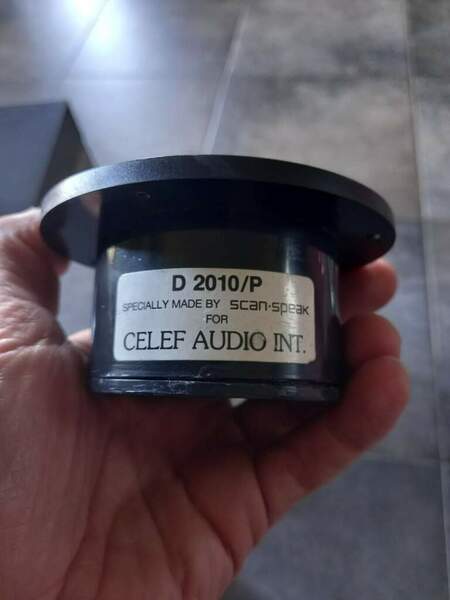 D 2010/P
SPECIALLY MADE BY scan·speak
FOR
CELEF AUDIO INT.